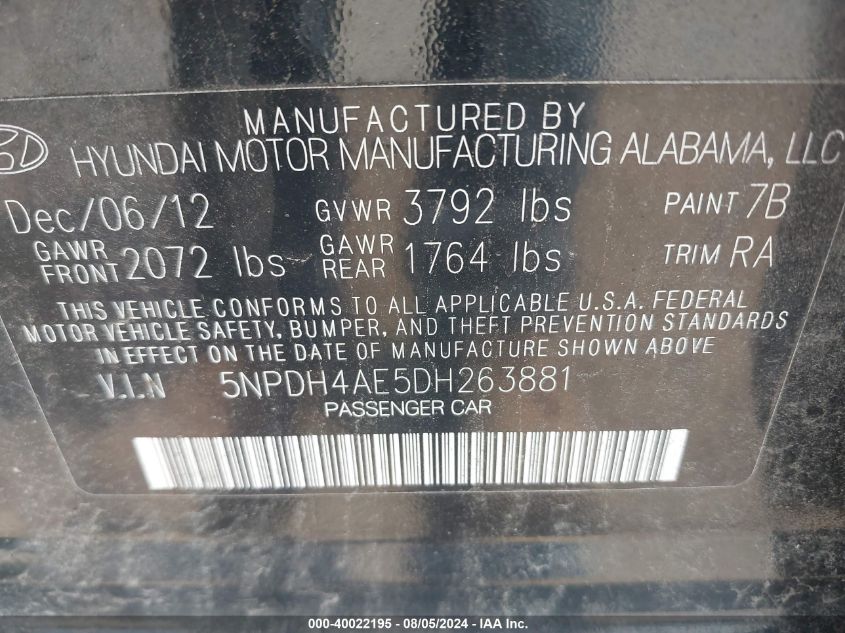 MANUFACTURED BY
HYUNDAI MOTOR MANUFACTURING ALABAMA, LLC
Dec/06/12 GVWR 3792 lbs PAINT 7B
GAWR FRONT 2072 lbs GAWR REAR 1764 lbs TRIM RA
THIS VEHICLE CONFORMS TO ALL APPLICABLE U.S.A. FEDERAL
MOTOR VEHICLE SAFETY, BUMPER, AND THEFT PREVENTION STANDARDS
IN EFFECT ON THE DATE OF MANUFACTURE SHOWN ABOVE
V.I.N 5NPDH4AE5DH263881
PASSENGER CAR
000-40022195 - 08/05/2024 - IAA Inc.